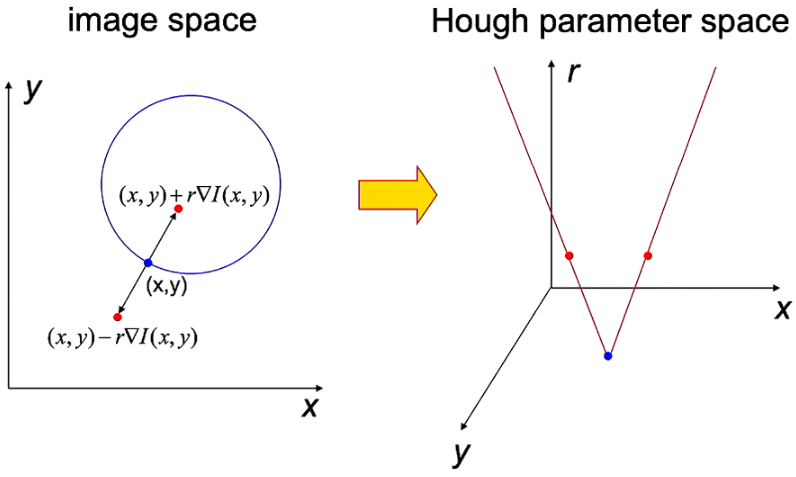 image space
Hough parameter space
y
(x, y)+r∇I(x, y)
(x,y)
(x, y)−r∇I(x, y)
x
r
x
y